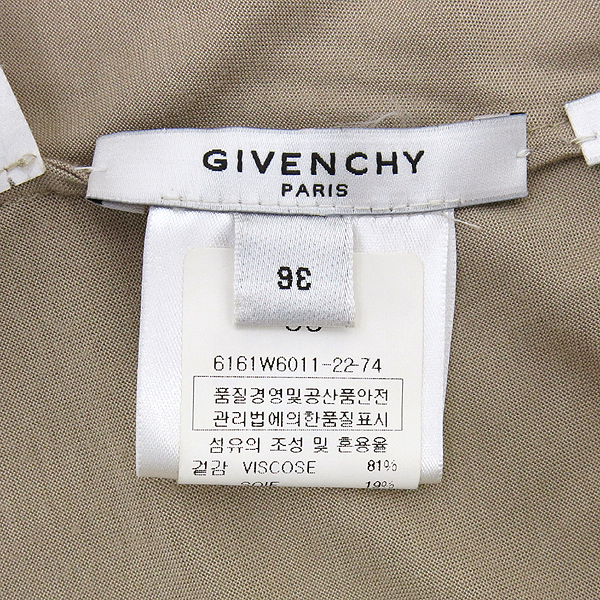 GIVENCHY
PARIS
36
6161W6011-22-74
품질경영및공산품안전
관리법에의한품질표시
섬유의 조성 및 혼용율
겉감 VISCOSE 81%
SOIE 19%